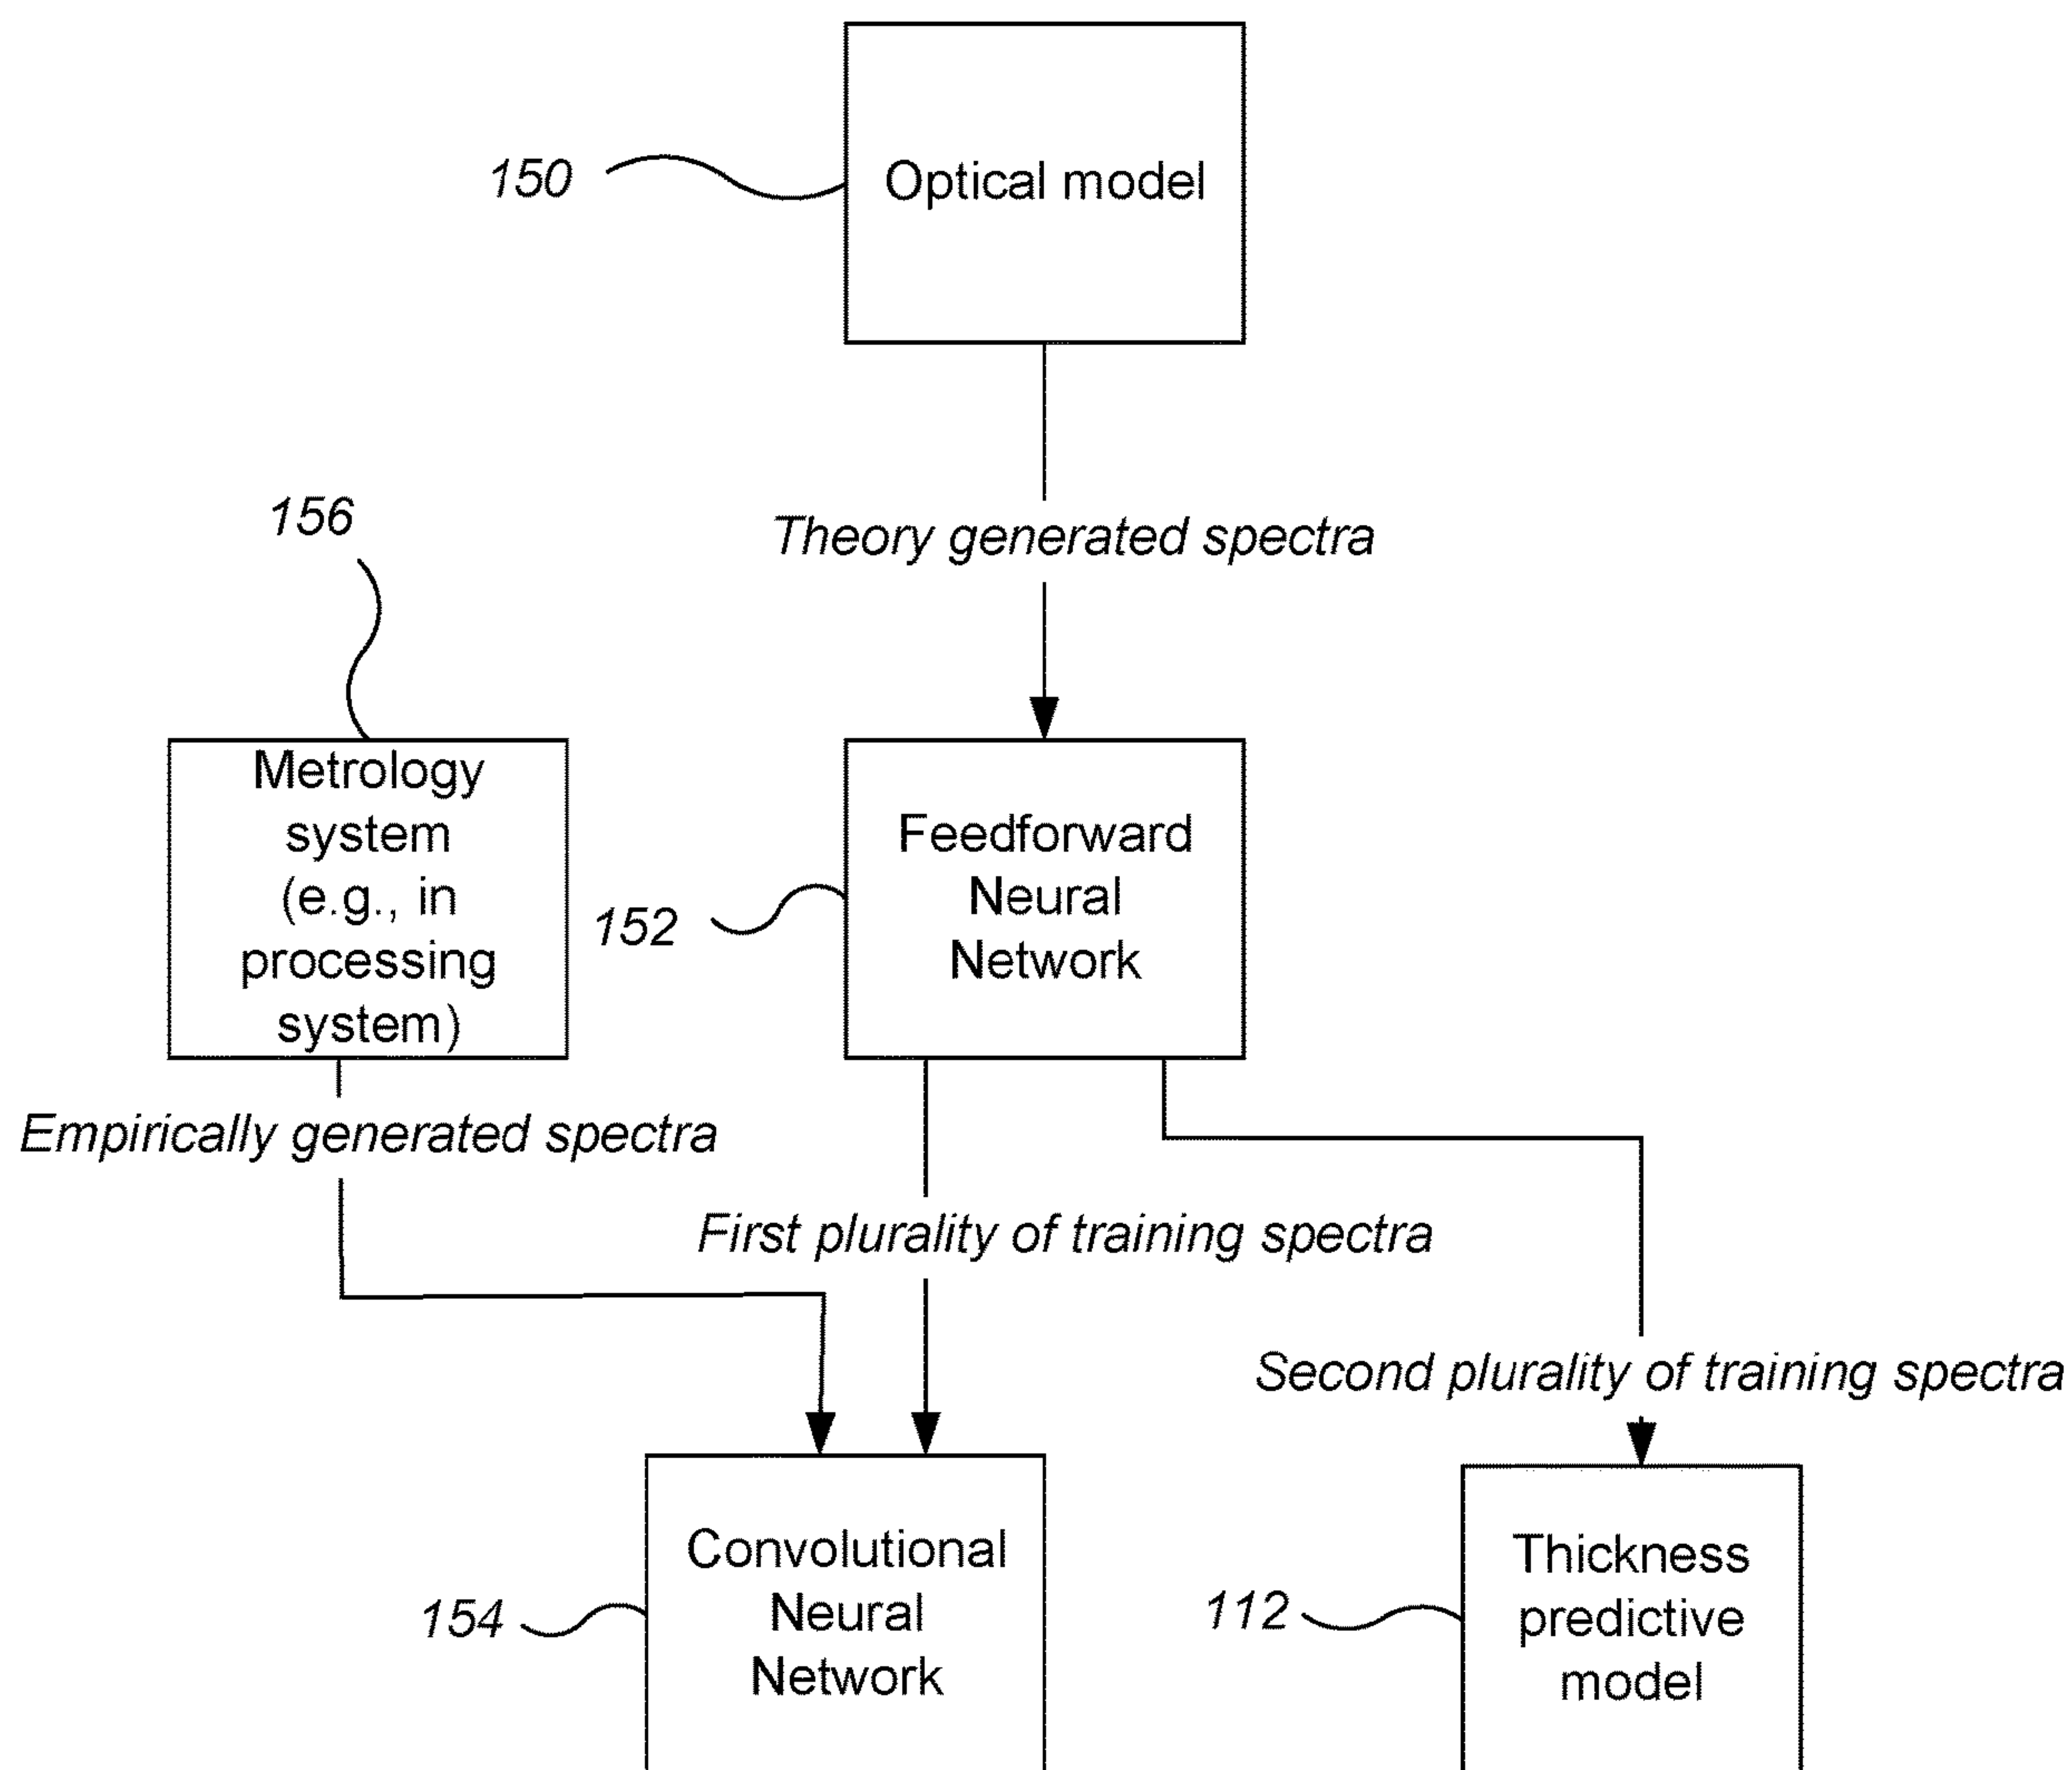 150
Optical model
Theory generated spectra
156
Metrology
system
(e.g., in
processing
system)
152
Feedforward
Neural
Network
Empirically generated spectra
First plurality of training spectra
Second plurality of training spectra
154
Convolutional
Neural
Network
112
Thickness
predictive
model